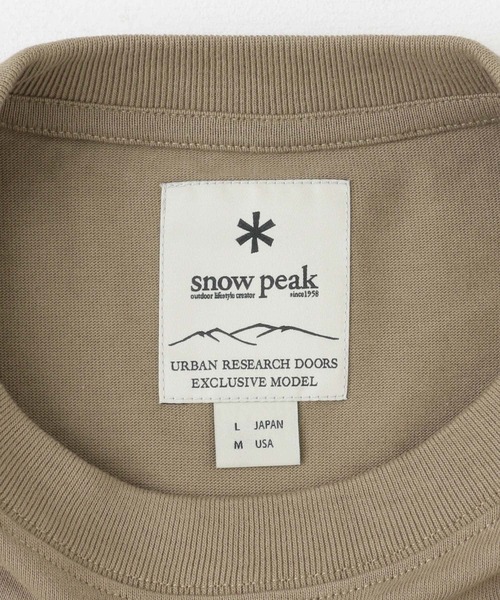 snow peak
outdoor lifestyle creator since1958
URBAN RESEARCH DOORS
EXCLUSIVE MODEL
L JAPAN
M USA